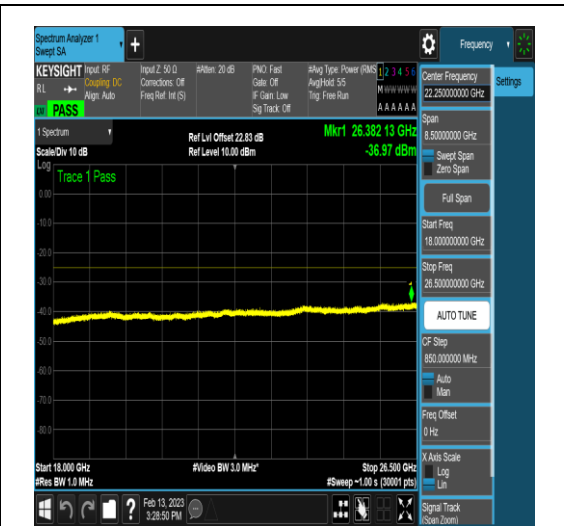 Spectrum Analyzer 1
Swept SA
+
Frequency
KEYSIGHT
RL
PASS
Input: RF
Coupling: DC
Align: Auto
Input Z: 50 Ω
Corrections: Off
Freq Ref: Int (S)
#Atten: 20 dB
PNO: Fast
Gate: Off
IF Gain: Low
Sig Track: Off
#Avg Type: Power (RMS
Avg|Hold: 5/5
Trig: Free Run
1 2 3 4 5 6
M W W W W W
A A A A A A
1 Spectrum
Scale/Div 10 dB
Ref Lvl Offset 22.83 dB
Ref Level 10.00 dBm
Mkr1 26.382 13 GHz
-36.97 dBm
Log
Trace 1 Pass
0.00
-10.0
-20.0
-30.0
-40.0
-50.0
-60.0
-70.0
-80.0
1
Start 18.000 GHz
#Res BW 1.0 MHz
#Video BW 3.0 MHz*
Stop 26.500 GHz
#Sweep ~1.00 s (30001 pts)
Feb 13, 2023
3:28:50 PM
?
Center Frequency
22.250000000 GHz
Settings
Span
8.50000000 GHz
Swept Span
Zero Span
Full Span
Start Freq
18.000000000 GHz
Stop Freq
26.500000000 GHz
AUTO TUNE
CF Step
850.000000 MHz
Auto
Man
Freq Offset
0 Hz
X Axis Scale
Log
Lin
Signal Track
(Span Zoom)